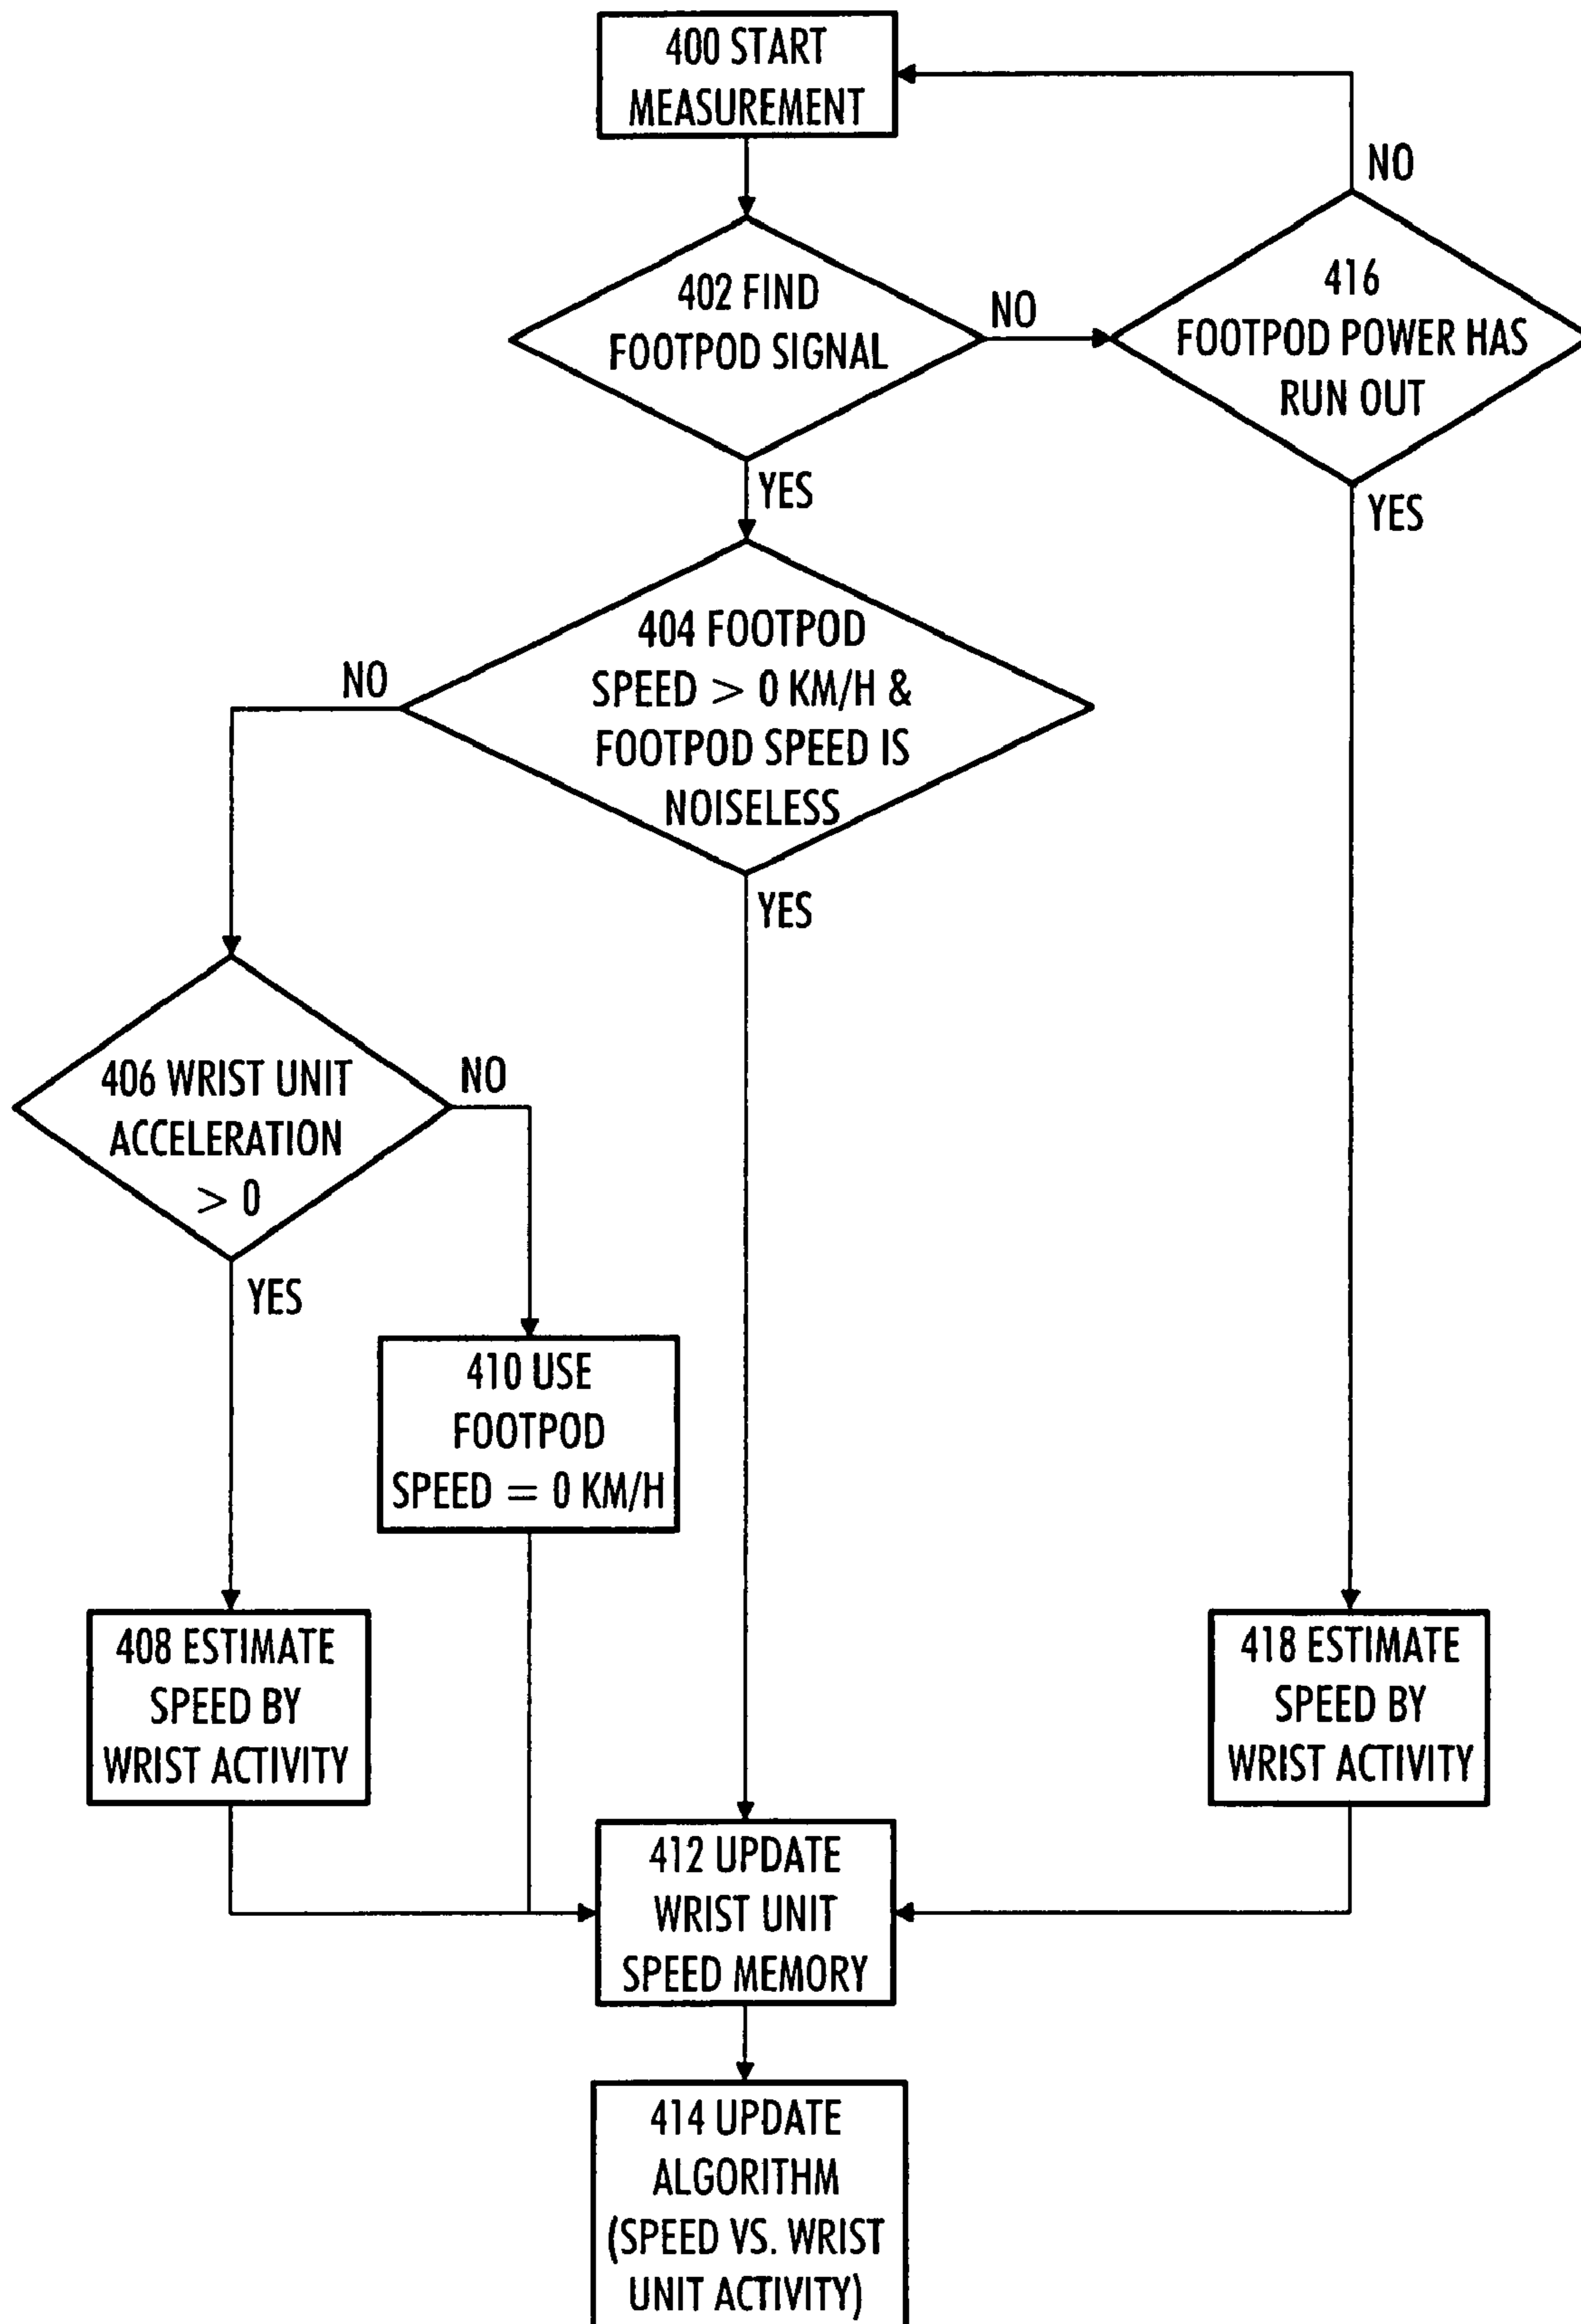 400 START
MEASUREMENT
NO
402 FIND
FOOTPOD SIGNAL
NO
416
FOOTPOD POWER HAS
RUN OUT
YES
YES
404 FOOTPOD
SPEED > 0 KM/H &
FOOTPOD SPEED IS
NOISELESS
NO
YES
406 WRIST UNIT
ACCELERATION
> 0
NO
YES
410 USE
FOOTPOD
SPEED = 0 KM/H
408 ESTIMATE
SPEED BY
WRIST ACTIVITY
418 ESTIMATE
SPEED BY
WRIST ACTIVITY
412 UPDATE
WRIST UNIT
SPEED MEMORY
414 UPDATE
ALGORITHM
(SPEED VS. WRIST
UNIT ACTIVITY)